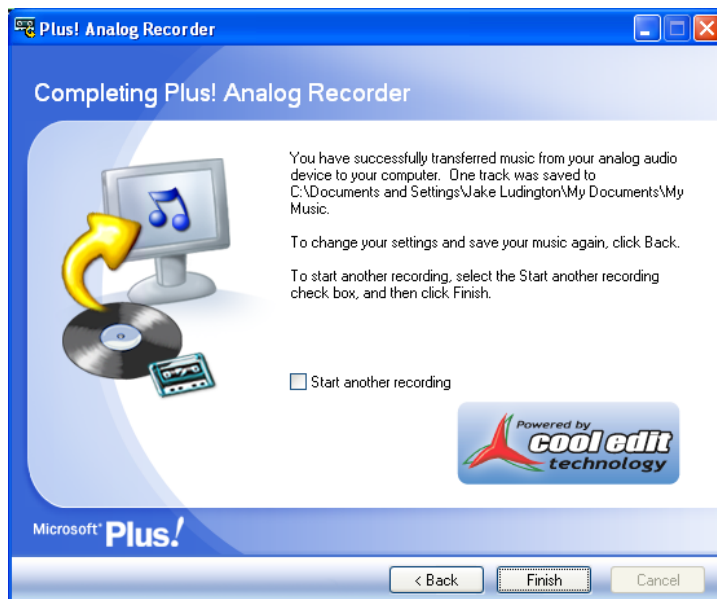 Plus! Analog Recorder
Completing Plus! Analog Recorder
You have successfully transferred music from your analog audio
device to your computer. One track was saved to
C:\Documents and Settings\Jake Ludington\My Documents\My
Music.
To change your settings and save your music again, click Back.
To start another recording, select the Start another recording
check box, and then click Finish.
Start another recording
Powered by
cool edit
technology
Microsoft® Plus!
< Back Finish Cancel